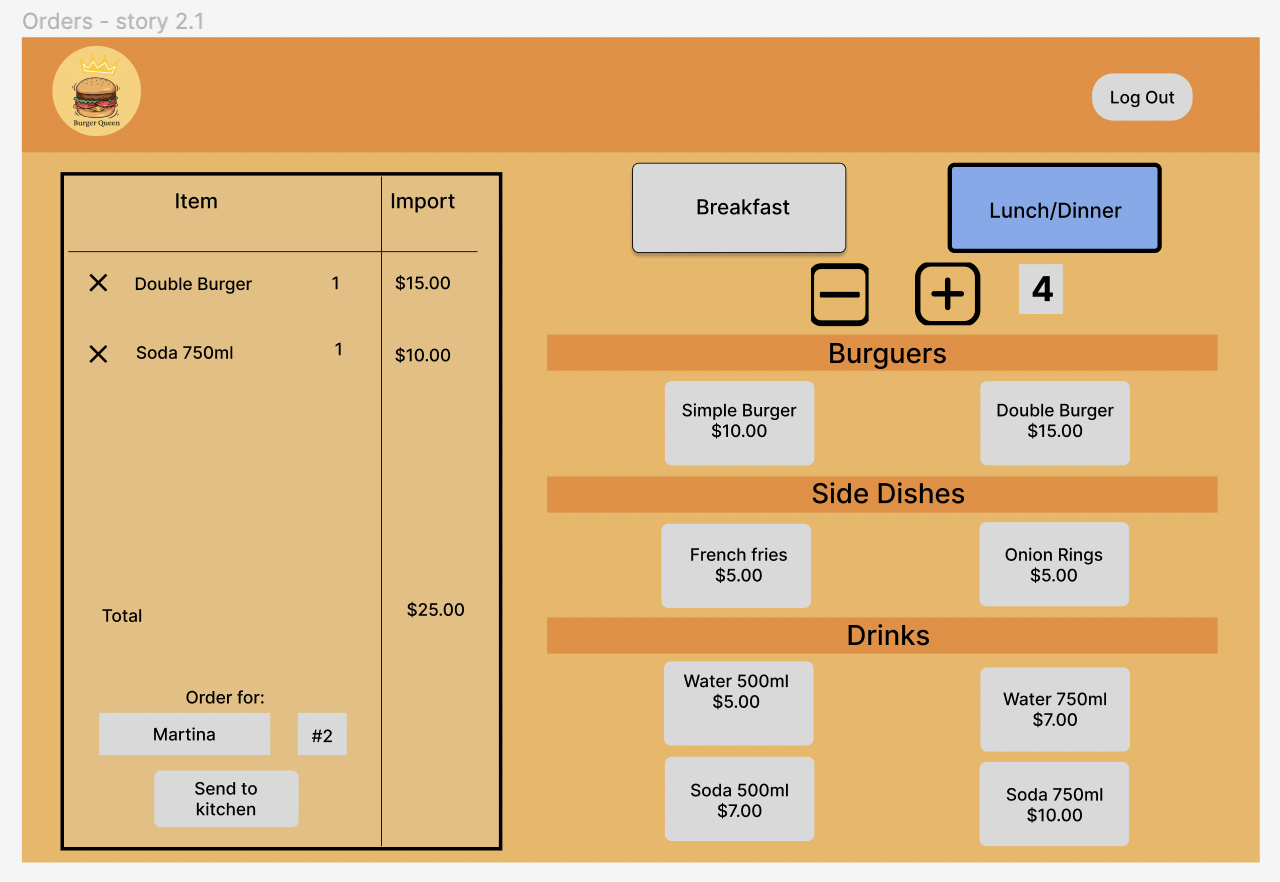 Orders - story 2.1
Burger Queen
Log Out
Item Import
Double Burger 1 $15.00
Soda 750ml 1 $10.00
Total $25.00
Order for:
Martina #2
Send to
kitchen
Breakfast
Lunch/Dinner
4
Burguers
Simple Burger
$10.00
Double Burger
$15.00
Side Dishes
French fries
$5.00
Onion Rings
$5.00
Drinks
Water 500ml
$5.00
Water 750ml
$7.00
Soda 500ml
$7.00
Soda 750ml
$10.00